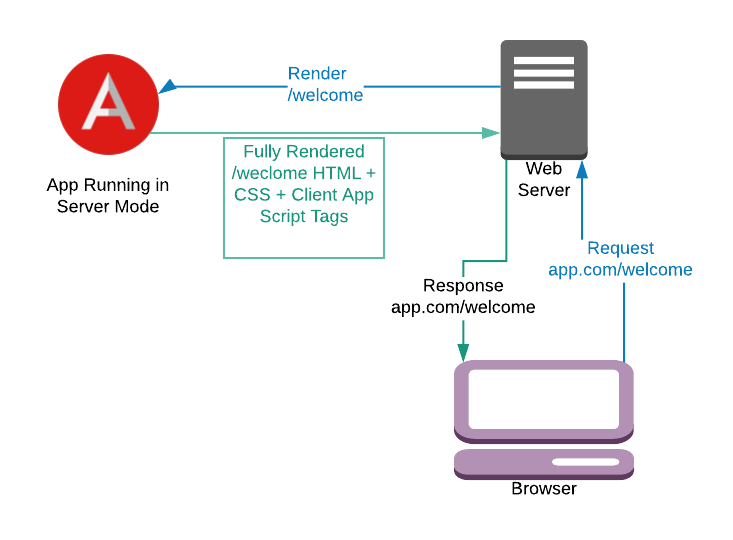 Render
/welcome
Fully Rendered
/weclome HTML +
CSS + Client App
Script Tags
App Running in
Server Mode
Web
Server
Request
app.com/welcome
Response
app.com/welcome
Browser